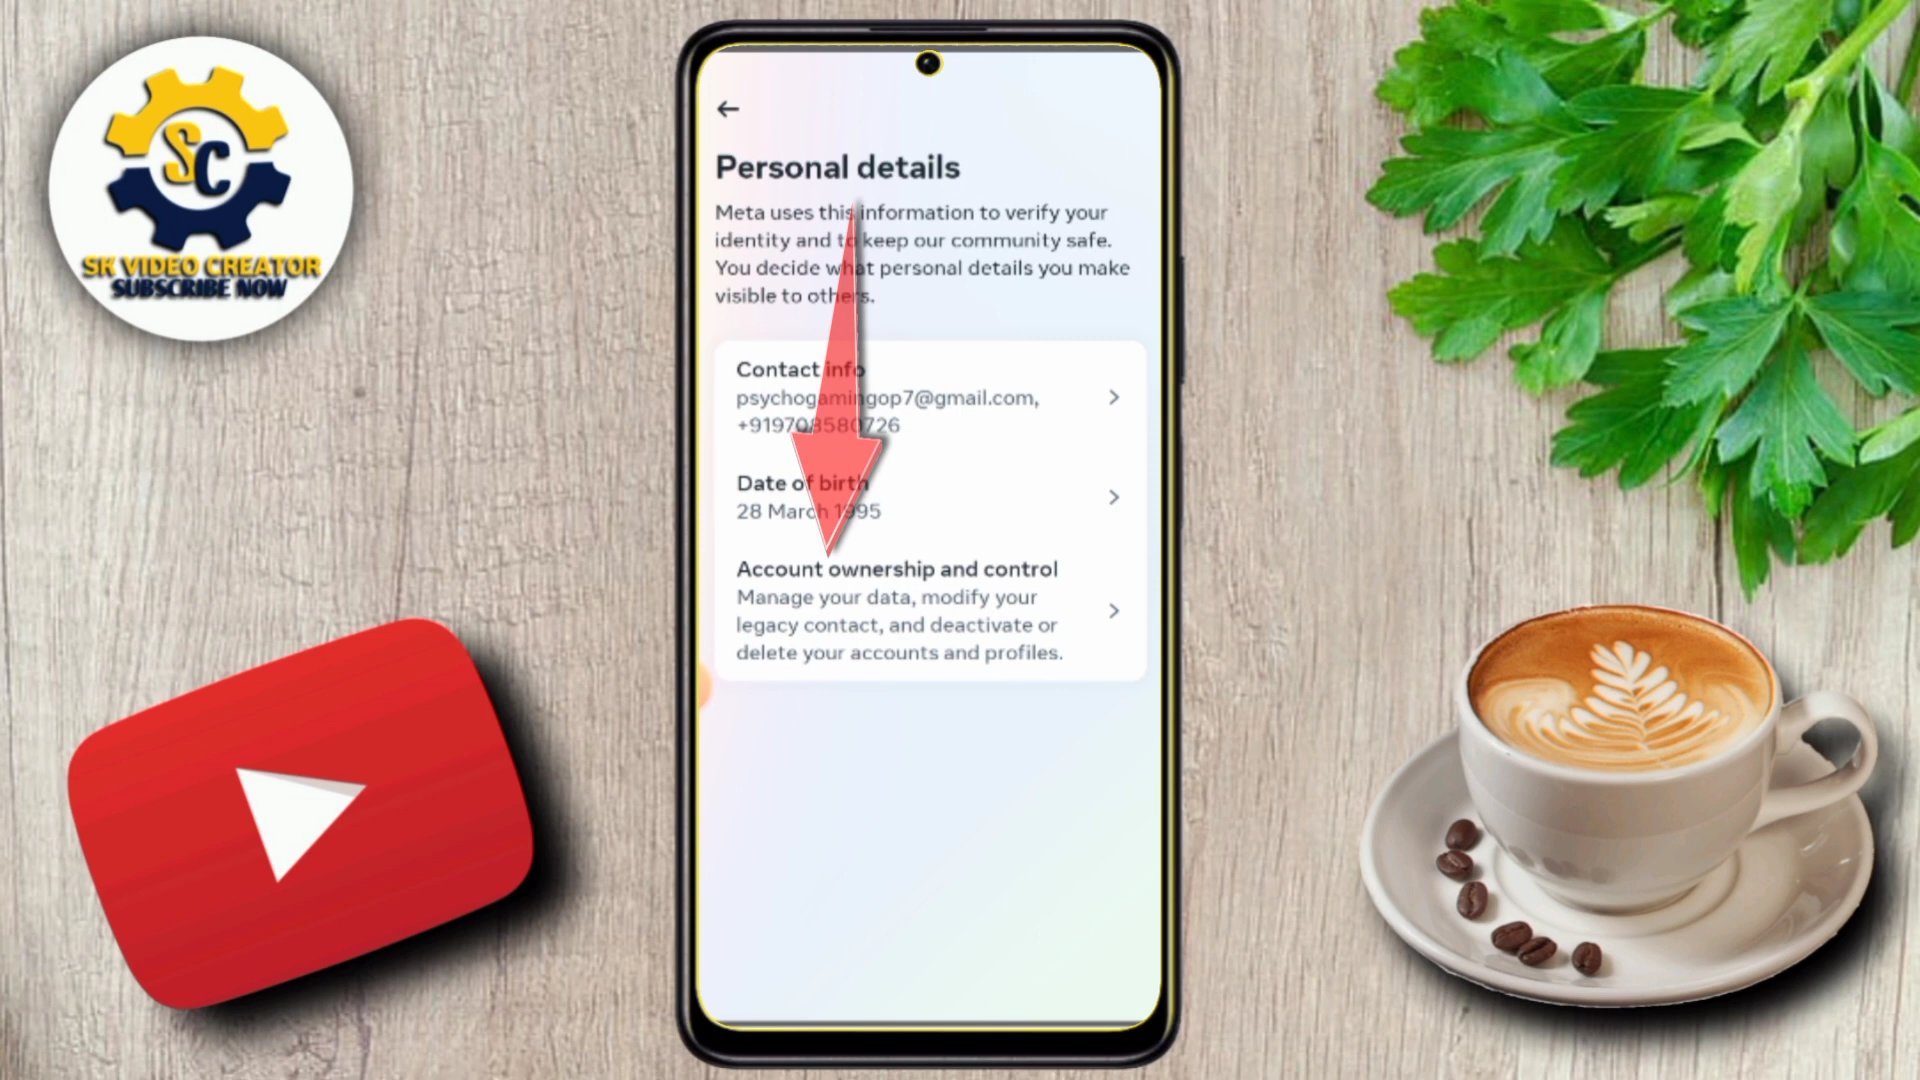 SC
SK VIDEO CREATOR
SUBSCRIBE NOW
Personal details
Meta uses this information to verify your
identity and to keep our community safe.
You decide what personal details you make
visible to others.
Contact info
psychogamingop7@gmail.com,
+919708580726
Date of birth
28 March 1995
Account ownership and control
Manage your data, modify your
legacy contact, and deactivate or
delete your accounts and profiles.